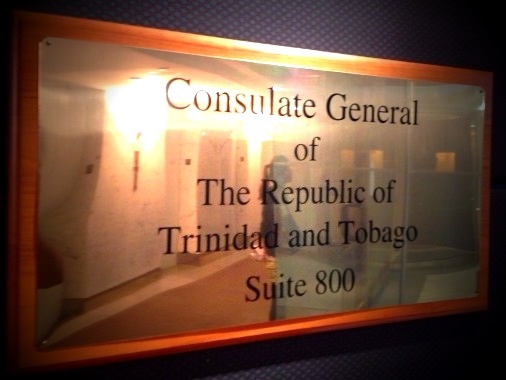 Consulate General
of
The Republic of
Trinidad and Tobago
Suite 800